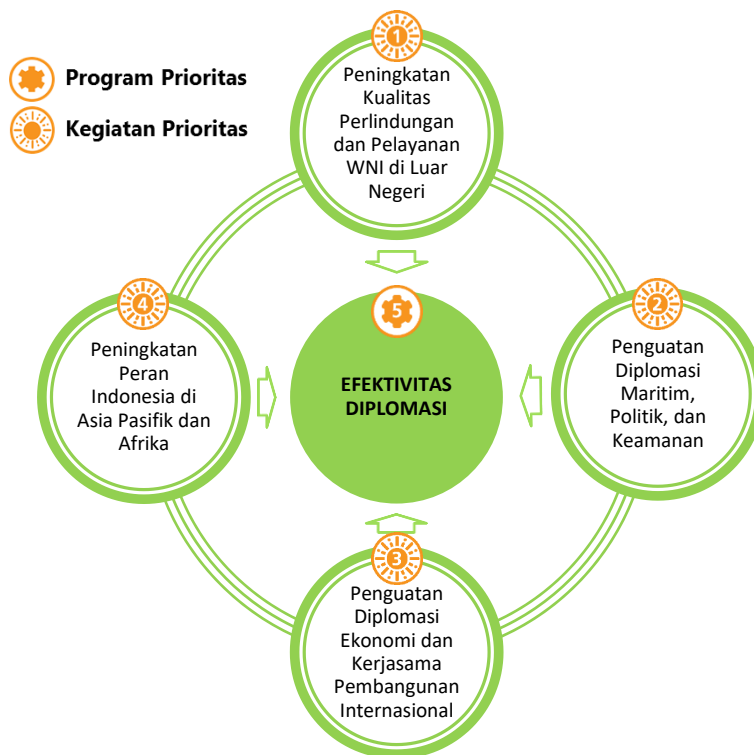 Program Prioritas
Kegiatan Prioritas
1
Peningkatan
Kualitas
Perlindungan
dan Pelayanan
WNI di Luar
Negeri
4
Peningkatan
Peran
Indonesia di
Asia Pasifik dan
Afrika
5
EFEKTIVITAS
DIPLOMASI
2
Penguatan
Diplomasi
Maritim,
Politik, dan
Keamanan
3
Penguatan
Diplomasi
Ekonomi dan
Kerjasama
Pembangunan
Internasional